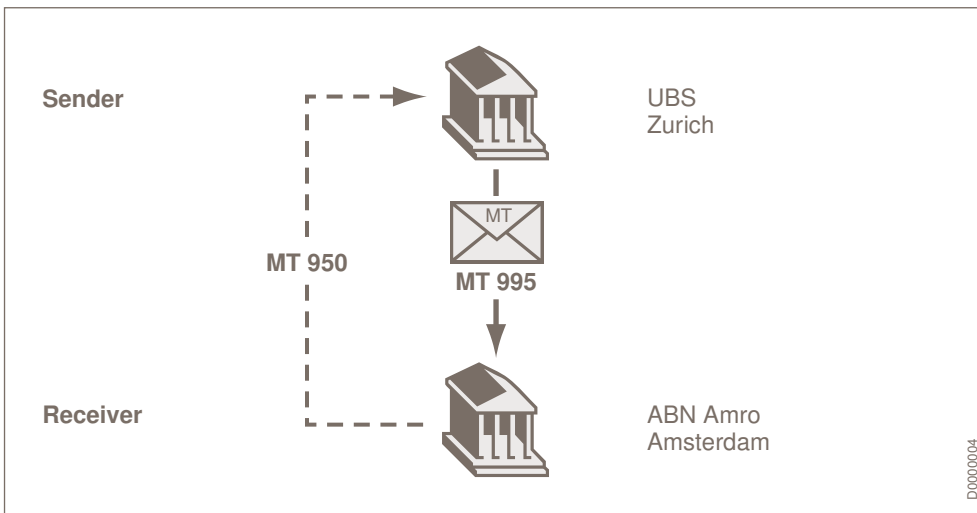 Sender
UBS
Zurich
MT
MT 950
MT 995
Receiver
ABN Amro
Amsterdam
D0000004